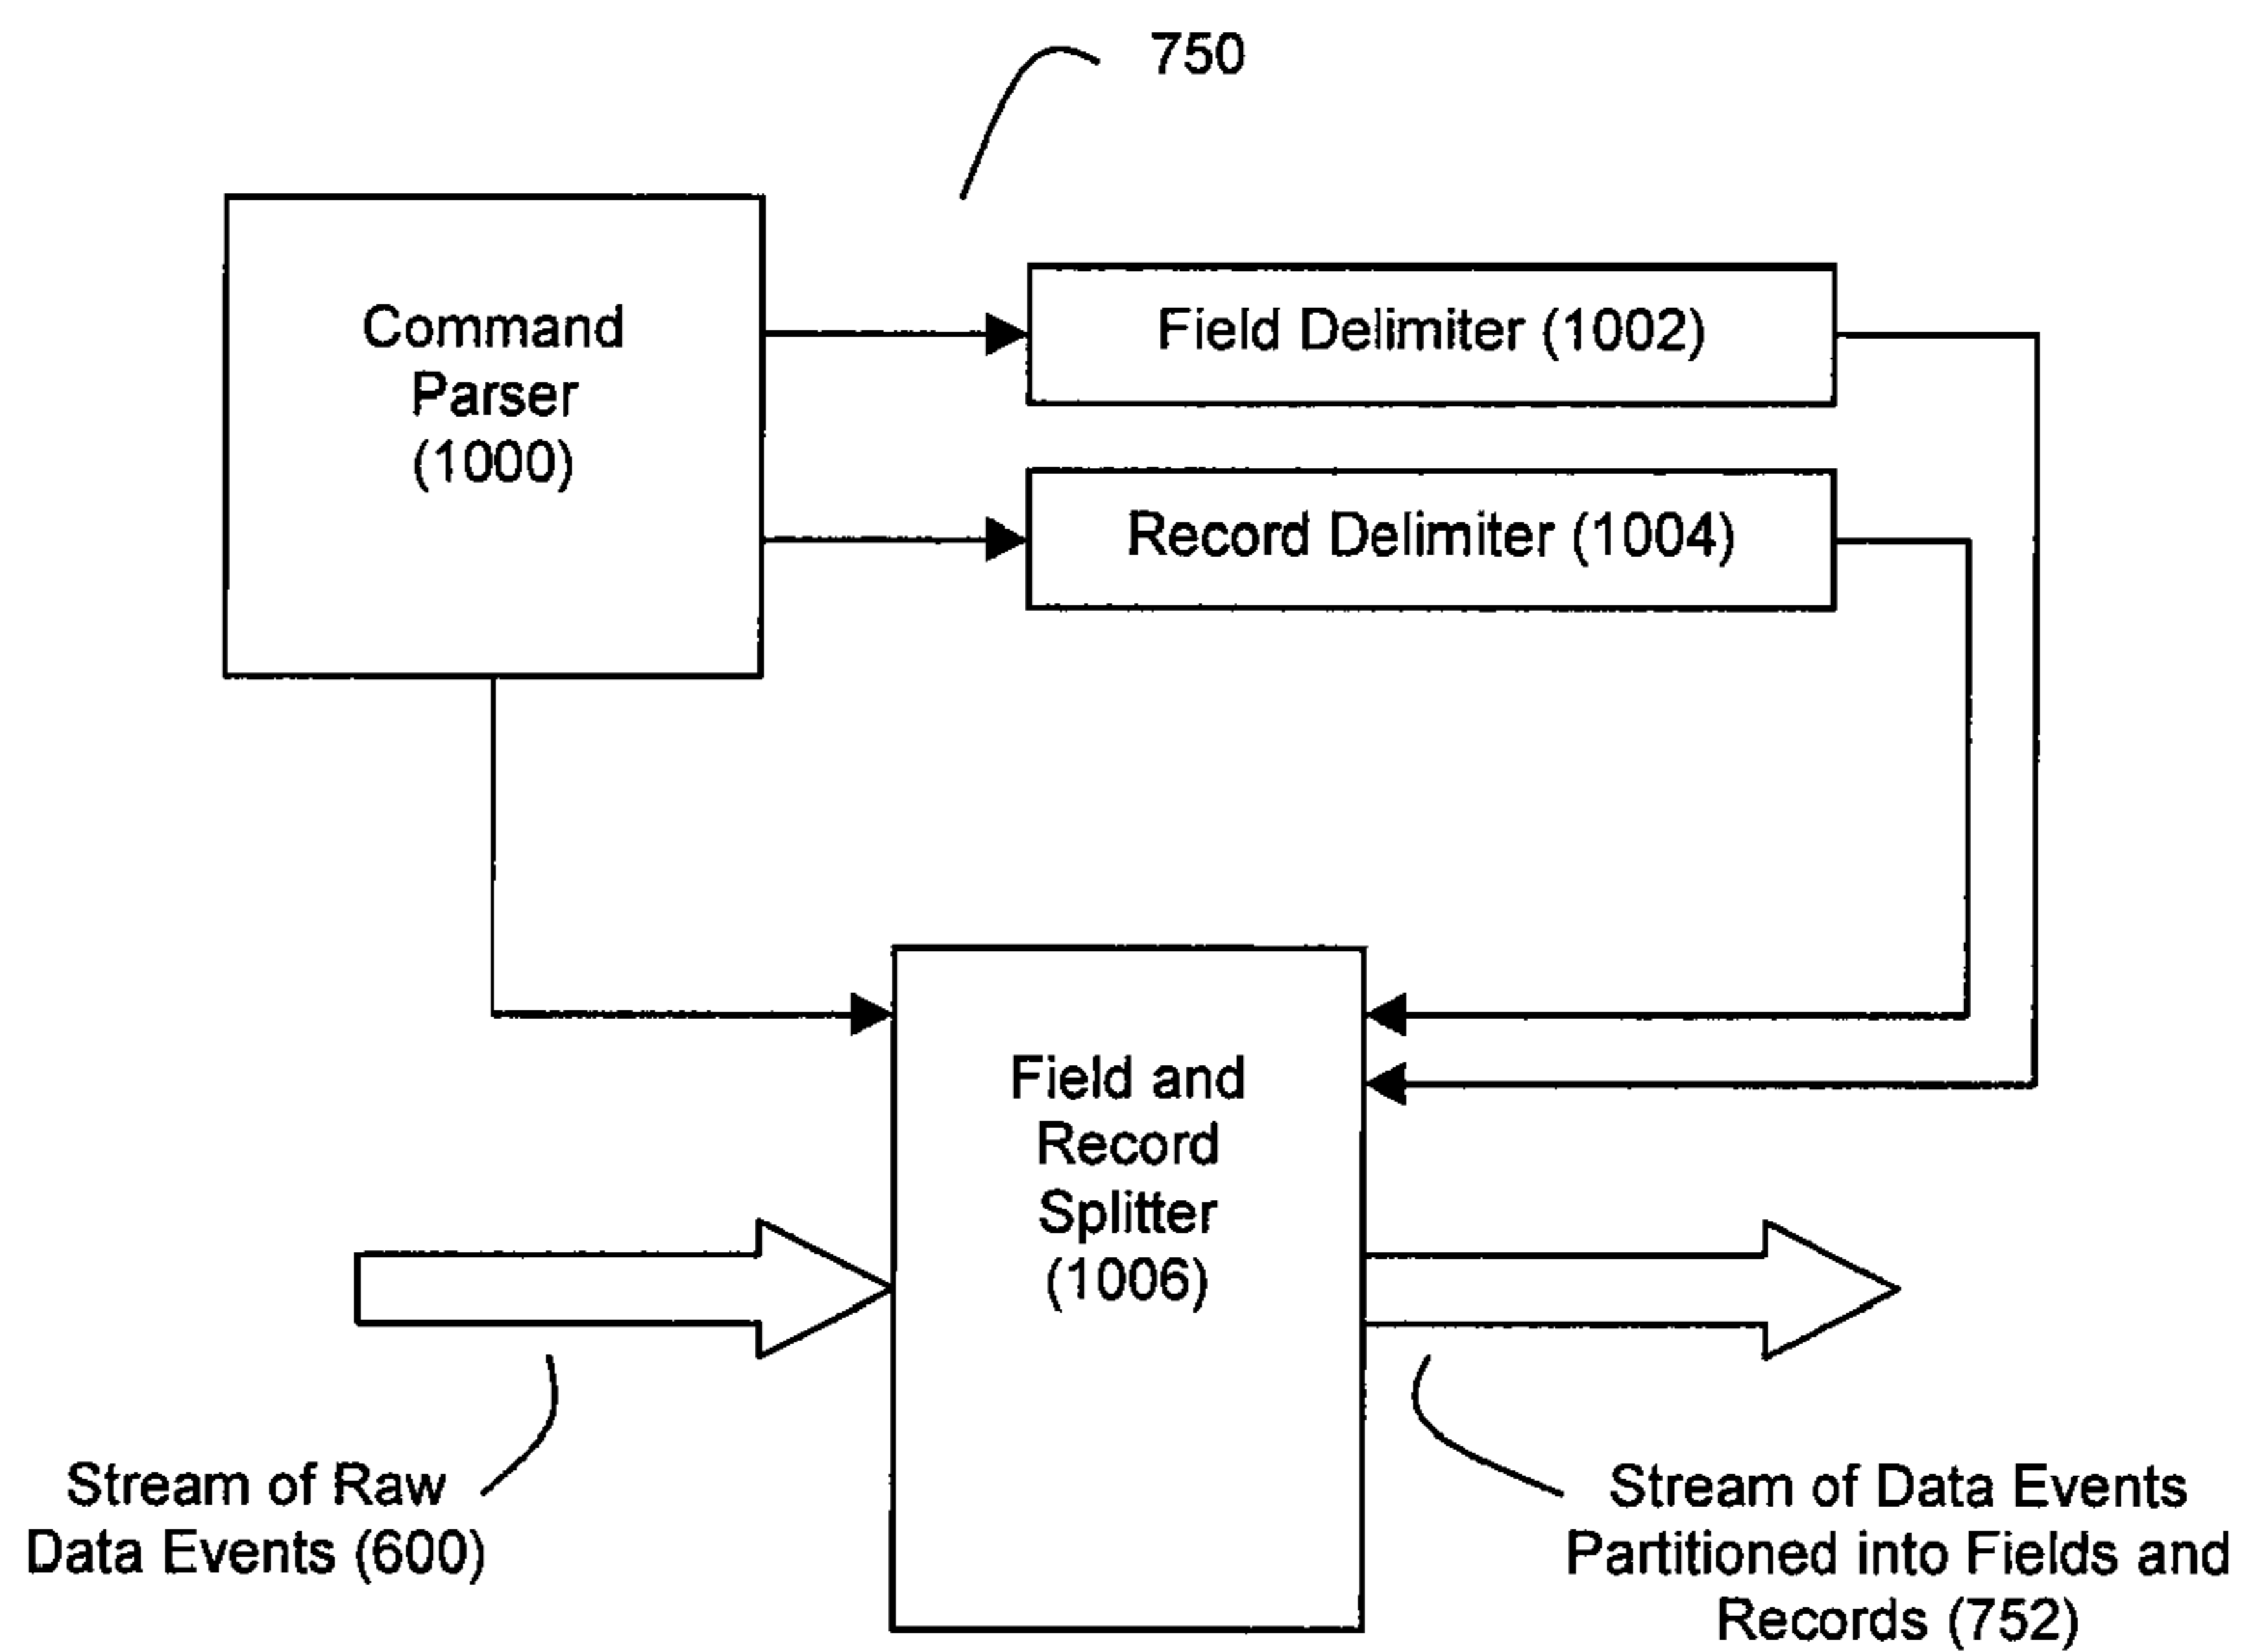 750
Command
Parser
(1000)
Field Delimiter (1002)
Record Delimiter (1004)
Field and
Record
Splitter
(1006)
Stream of Raw
Data Events (600)
Stream of Data Events
Partitioned into Fields and
Records (752)